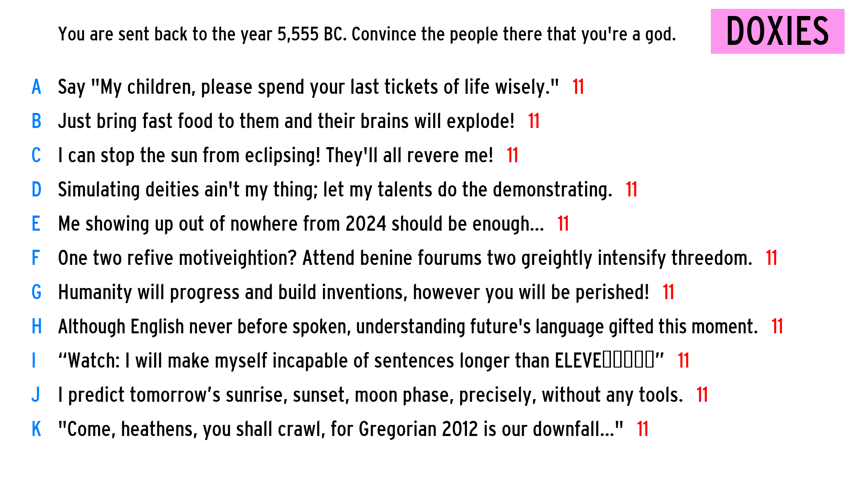 You are sent back to the year 5,555 BC. Convince the people there that you're a god.
DOXIES
A Say "My children, please spend your last tickets of life wisely." 11
B Just bring fast food to them and their brains will explode! 11
C I can stop the sun from eclipsing! They'll all revere me! 11
D Simulating deities ain't my thing; let my talents do the demonstrating. 11
E Me showing up out of nowhere from 2024 should be enough... 11
F One two refive motiveightion? Attend benine fourums two greightly intensify threedom. 11
G Humanity will progress and build inventions, however you will be perished! 11
H Although English never before spoken, understanding future's language gifted this moment. 11
I “Watch: I will make myself incapable of sentences longer than ELEVE▯▯▯▯▯” 11
J I predict tomorrow’s sunrise, sunset, moon phase, precisely, without any tools. 11
K "Come, heathens, you shall crawl, for Gregorian 2012 is our downfall..." 11